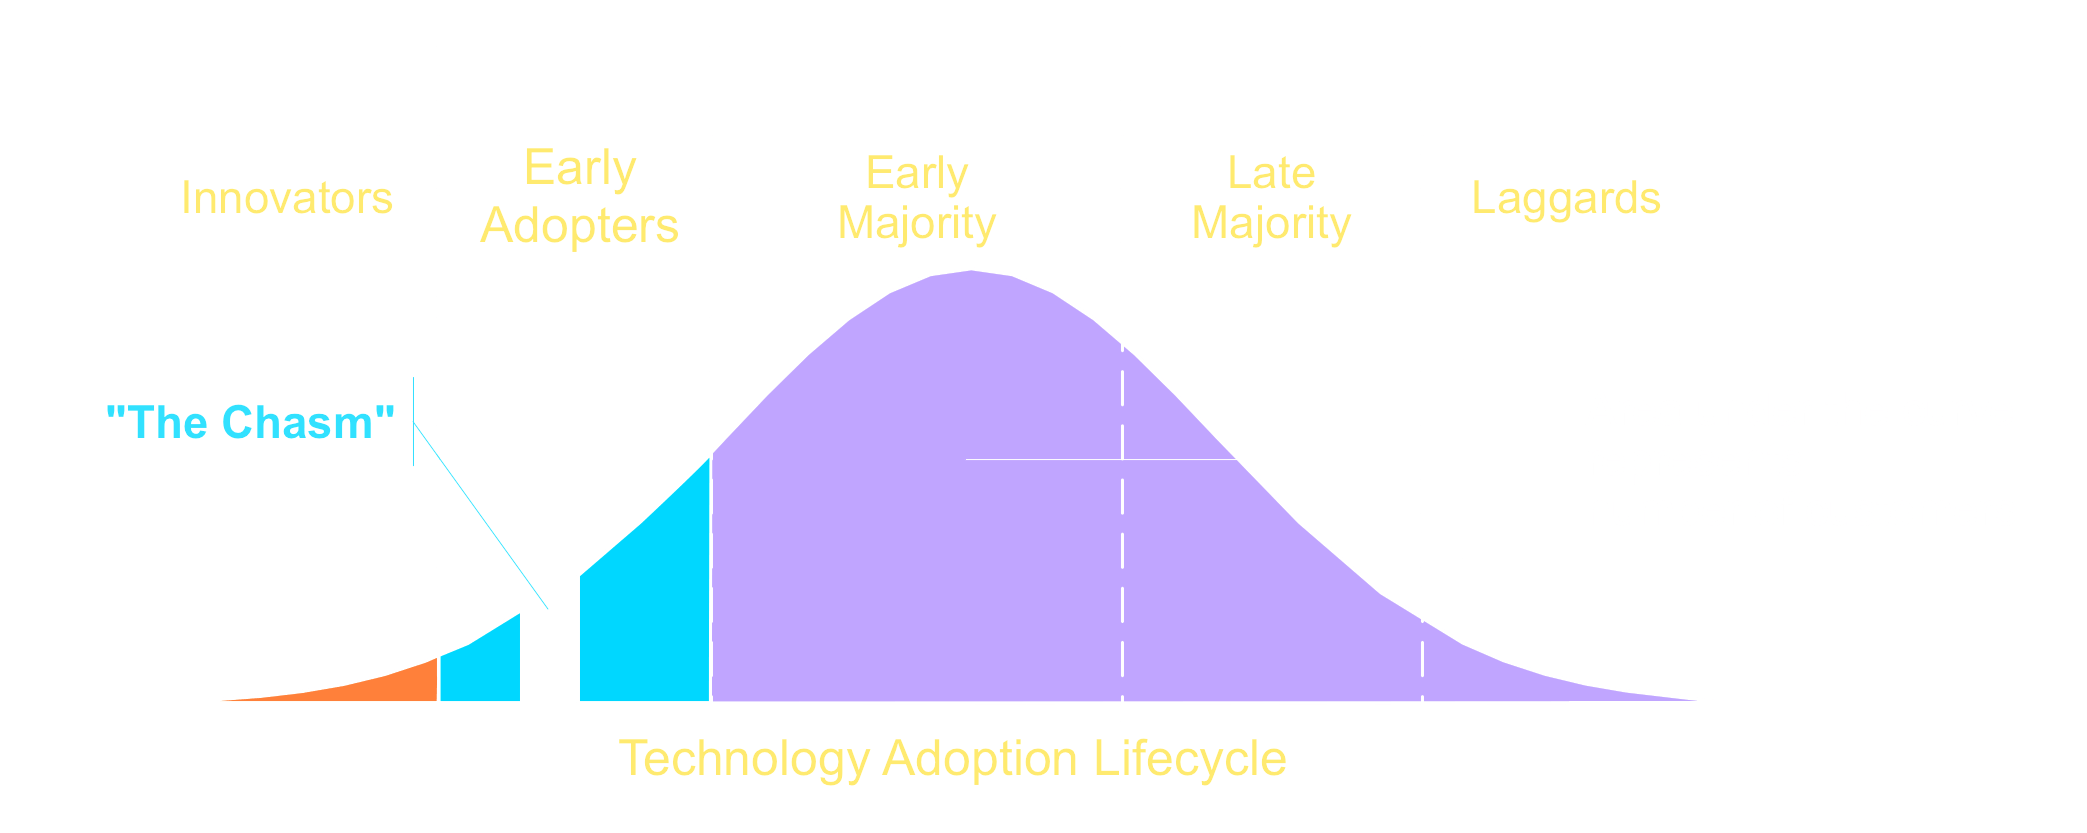 Innovators
Early
Adopters
Early
Majority
Late
Majority
Laggards
"The Chasm"
Technology Adoption Lifecycle